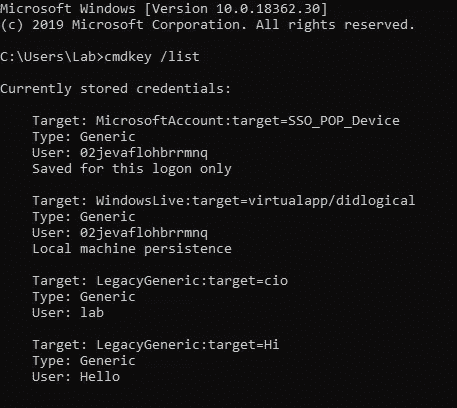 Microsoft Windows [Version 10.0.18362.30]
(c) 2019 Microsoft Corporation. All rights reserved.
C:\Users\Lab>cmdkey /list
Currently stored credentials:
Target: MicrosoftAccount:target=SSO_POP_Device
Type: Generic
User: 02jevaflohbrrmnq
Saved for this logon only
Target: WindowsLive:target=virtualapp/didlogical
Type: Generic
User: 02jevaflohbrrmnq
Local machine persistence
Target: LegacyGeneric:target=cio
Type: Generic
User: lab
Target: LegacyGeneric:target=Hi
Type: Generic
User: Hello